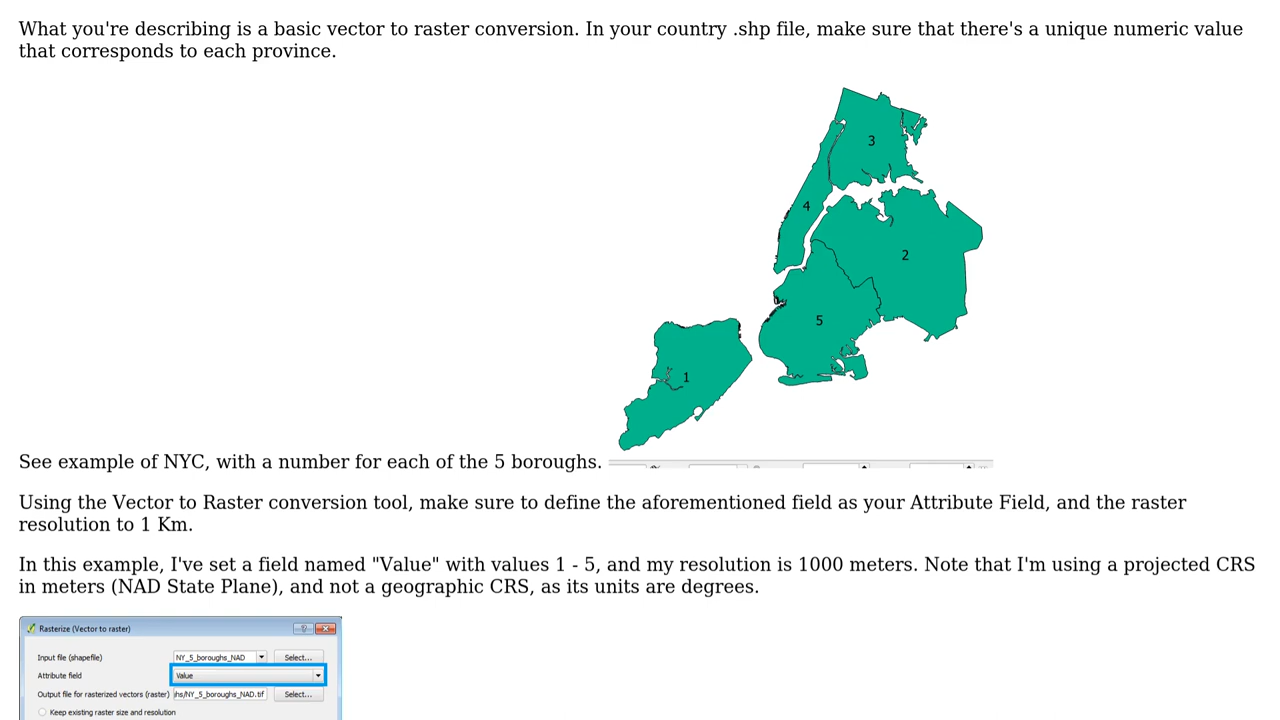 What you're describing is a basic vector to raster conversion. In your country .shp file, make sure that there's a unique numeric value
that corresponds to each province.
3
4
2
5
1
See example of NYC, with a number for each of the 5 boroughs.
Using the Vector to Raster conversion tool, make sure to define the aforementioned field as your Attribute Field, and the raster
resolution to 1 Km.
In this example, I've set a field named "Value" with values 1 - 5, and my resolution is 1000 meters. Note that I'm using a projected CRS
in meters (NAD State Plane), and not a geographic CRS, as its units are degrees.
Rasterize (Vector to raster)
Input file (shapefile) NY_5_boroughs_NAD Select...
Attribute field Value
Output file for rasterized vectors (raster) hs/NY_5_boroughs_NAD.tif Select...
Keep existing raster size and resolution